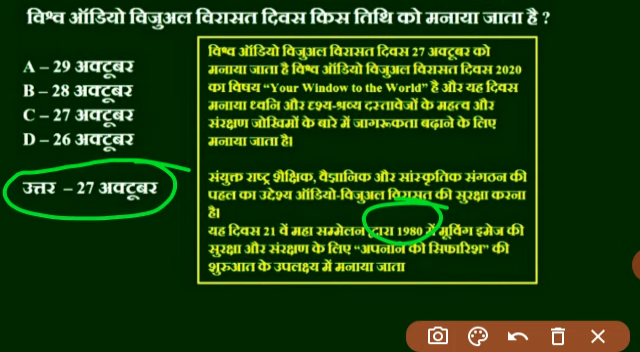 विश्व ऑडियो विजुअल विरासत दिवस किस तिथि को मनाया जाता है ?
A – 29 अक्टूबर
B – 28 अक्टूबर
C – 27 अक्टूबर
D – 26 अक्टूबर
उत्तर – 27 अक्टूबर
विश्व ऑडियो विजुअल विरासत दिवस 27 अक्टूबर को
मनाया जाता है विश्व ऑडियो विजुअल विरासत दिवस 2020
का विषय “Your Window to the World” है और यह दिवस
मनाया ध्वनि और दृश्य-श्रव्य दस्तावेजों के महत्व और
संरक्षण जोखिमों के बारे में जागरूकता बढ़ाने के लिए
मनाया जाता है।
संयुक्त राष्ट्र शैक्षिक, वैज्ञानिक और सांस्कृतिक संगठन की
पहल का उद्देश्य ऑडियो-विजुअल विरासत की सुरक्षा करना
है।
यह दिवस 21 वें महा सम्मेलन द्वारा 1980 में मूविंग इमेज की
सुरक्षा और संरक्षण के लिए “अपनाने की सिफारिश” की
शुरुआत के उपलक्ष्य में मनाया जाता